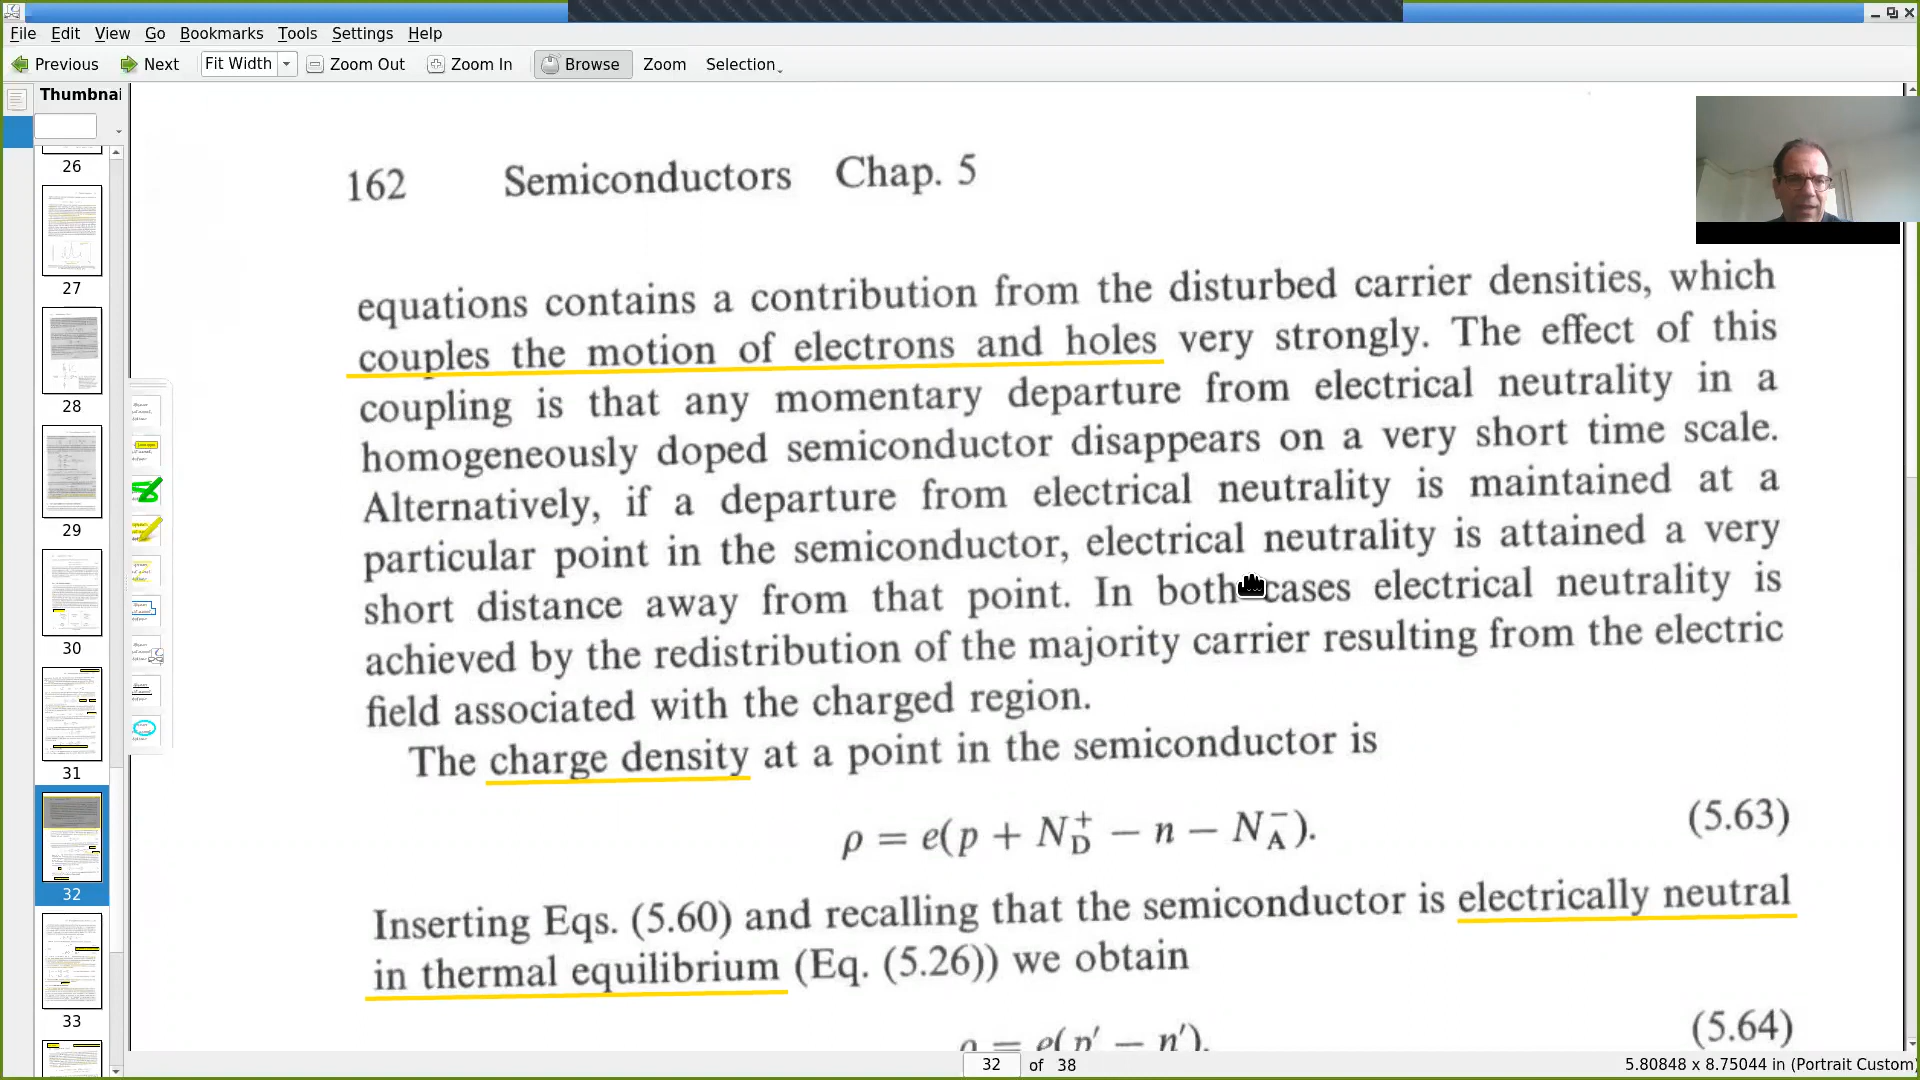 File Edit View Go Bookmarks Tools Settings Help
Previous Next Fit Width Zoom Out Zoom In Browse Zoom Selection
Thumbnai
26
27
28
29
30
31
32
33
162 Semiconductors Chap. 5
equations contains a contribution from the disturbed carrier densities, which
couples the motion of electrons and holes very strongly. The effect of this
coupling is that any momentary departure from electrical neutrality in a
homogeneously doped semiconductor disappears on a very short time scale.
Alternatively, if a departure from electrical neutrality is maintained at a
particular point in the semiconductor, electrical neutrality is attained a very
short distance away from that point. In both cases electrical neutrality is
achieved by the redistribution of the majority carrier resulting from the electric
field associated with the charged region.
The charge density at a point in the semiconductor is
ρ = e(p + N_D^+ − n − N_A^−). (5.63)
Inserting Eqs. (5.60) and recalling that the semiconductor is electrically neutral
in thermal equilibrium (Eq. (5.26)) we obtain
ρ = e(p′ − n′). (5.64)
32 of 38
5.80848 x 8.75044 in (Portrait Custom)